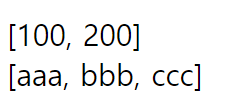 [100, 200]
[aaa, bbb, ccc]